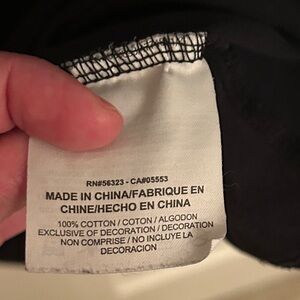 RN#56323 - CA#05553
MADE IN CHINA/FABRIQUE EN
CHINE/HECHO EN CHINA
100% COTTON / COTON / ALGODON
EXCLUSIVE OF DECORATION / DECORATION
NON COMPRISE / NO INCLUYE LA
DECORACION